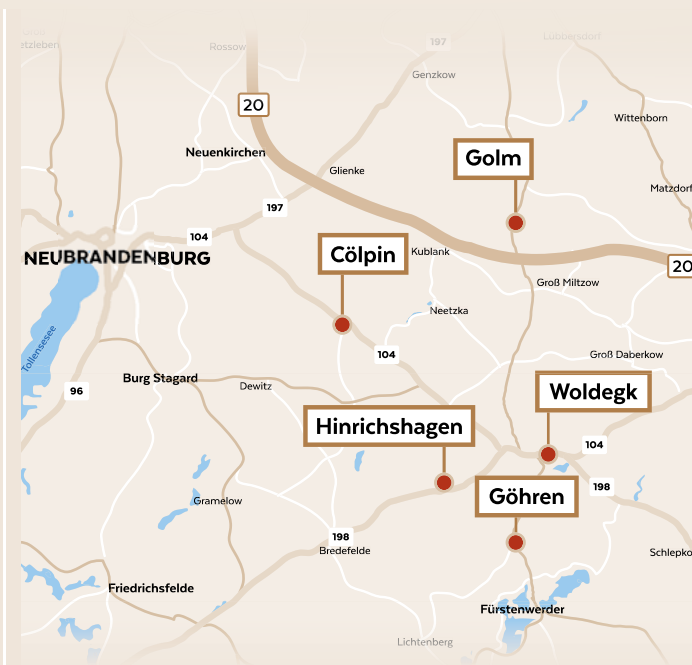 etzleben
Rossow
197
Lübbersdorf
Genzkow
20
Wittenborn
Neuenkirchen
Golm
Glienke
Matzdorf
197
104
Cölpin
Kublank
NEUBRANDENBURG
20
Groß Miltzow
Neetzka
Tollensesee
104
Groß Daberkow
Burg Stagard
Dewitz
96
Woldegk
Hinrichshagen
104
198
Göhren
Gramelow
198
Bredefelde
Schlepko
Friedrichsfelde
Fürstenwerder
Lichtenberg